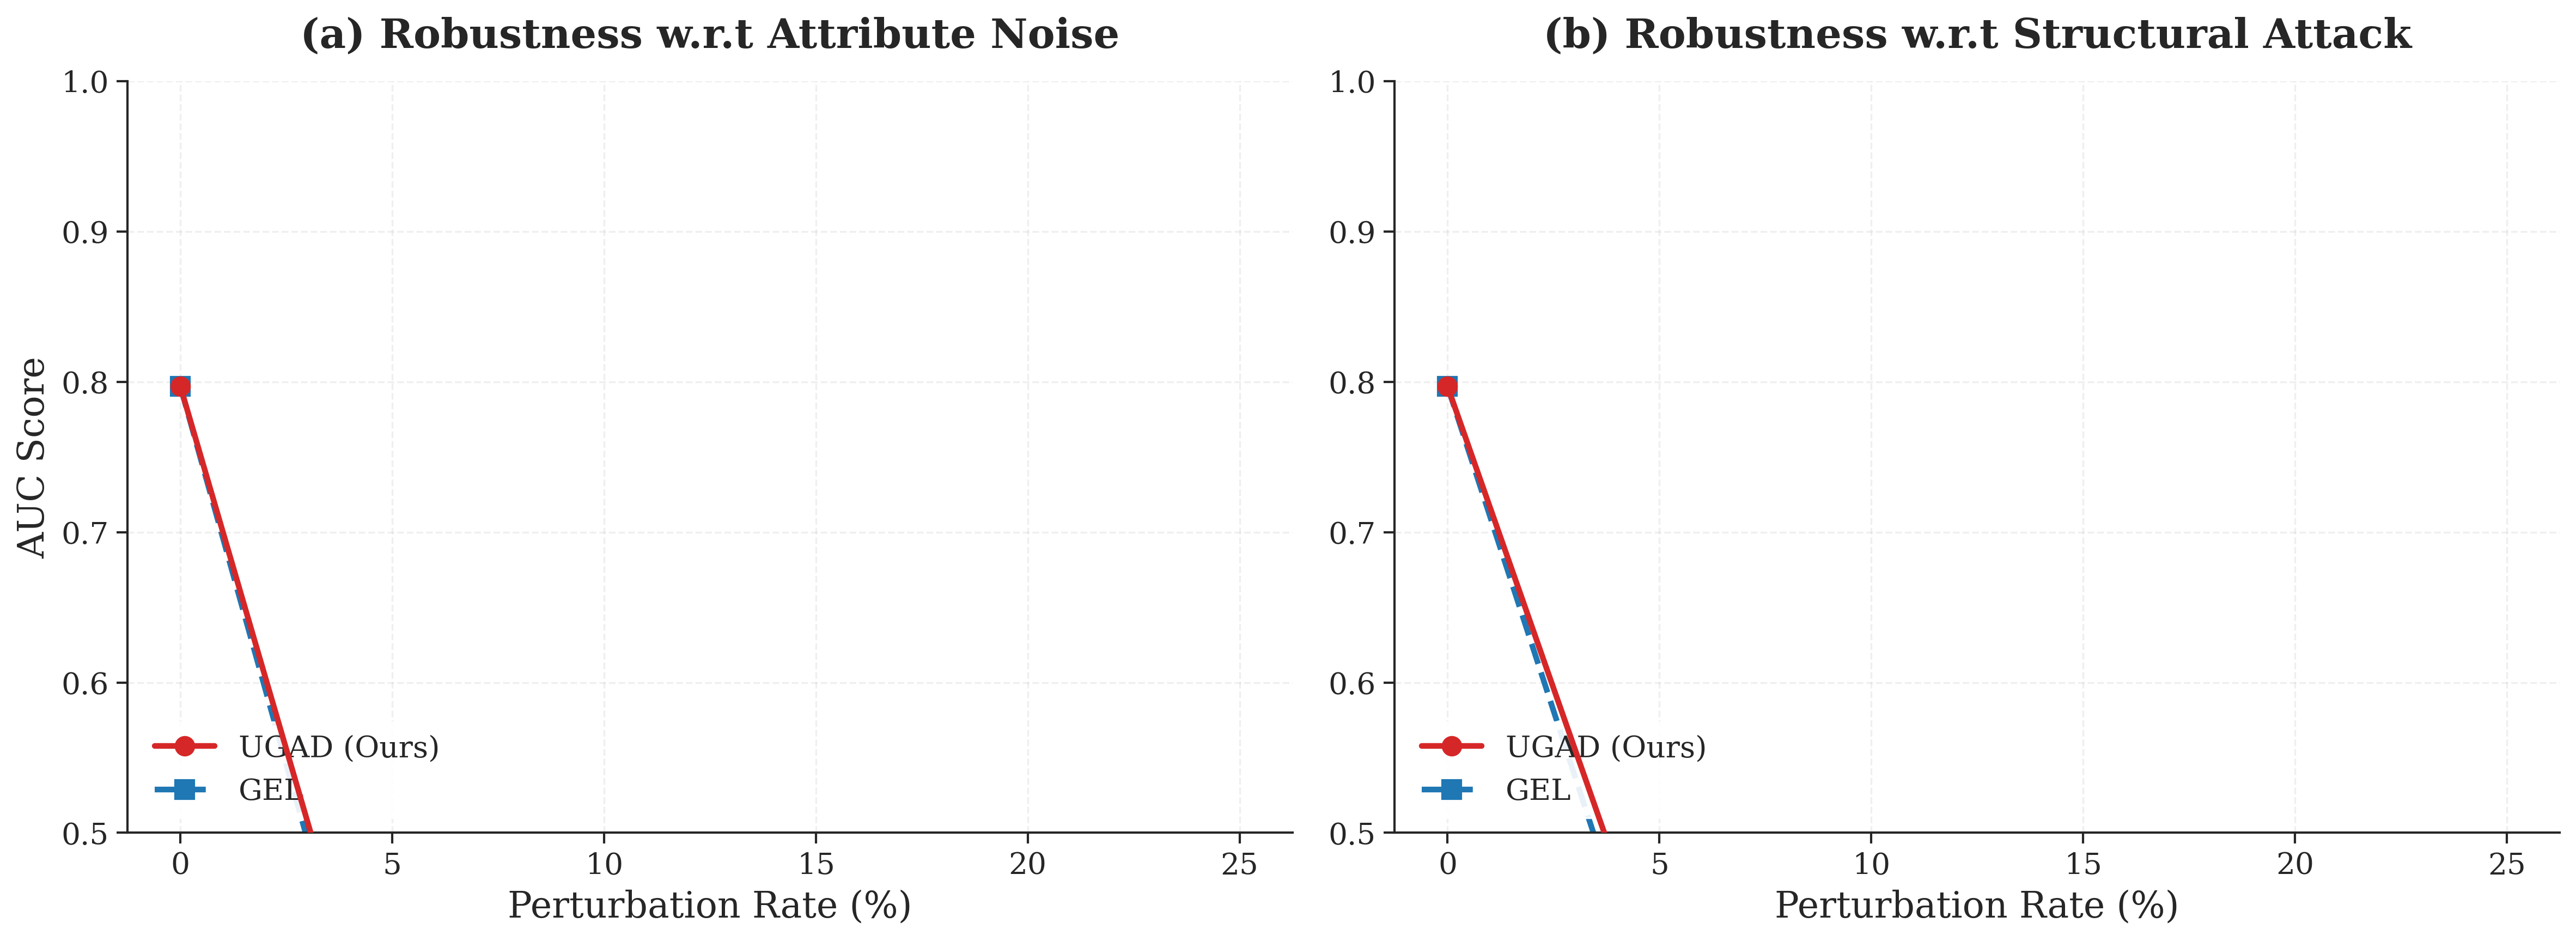 (a) Robustness w.r.t Attribute Noise
1.0
0.9
0.8
0.7
0.6
0.5
AUC Score
UGAD (Ours)
GEL
0 5 10 15 20 25
Perturbation Rate (%)
(b) Robustness w.r.t Structural Attack
1.0
0.9
0.8
0.7
0.6
0.5
UGAD (Ours)
GEL
0 5 10 15 20 25
Perturbation Rate (%)